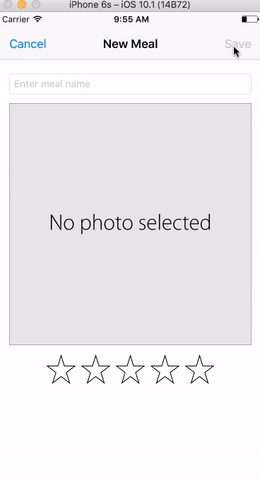 iPhone 6s – iOS 10.1 (14B72)
Carrier 9:55 AM
Cancel New Meal Save
Enter meal name
No photo selected